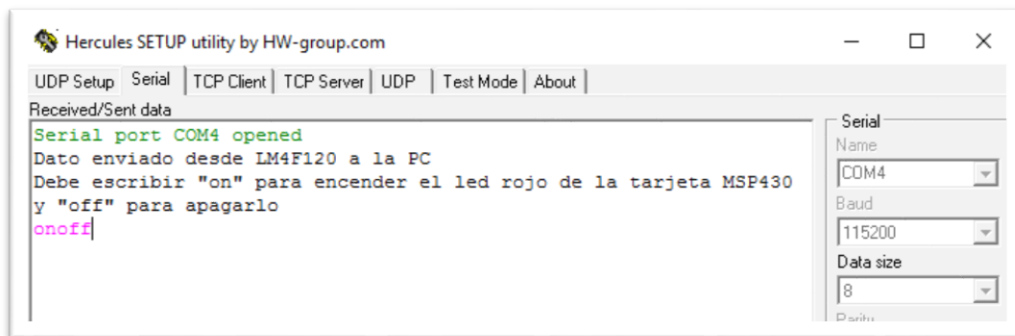 Hercules SETUP utility by HW-group.com
UDP Setup Serial TCP Client TCP Server UDP Test Mode About
Received/Sent data
Serial port COM4 opened
Dato enviado desde LM4F120 a la PC
Debe escribir "on" para encender el led rojo de la tarjeta MSP430
y "off" para apagarlo
onoff
Serial
Name
COM4
Baud
115200
Data size
8